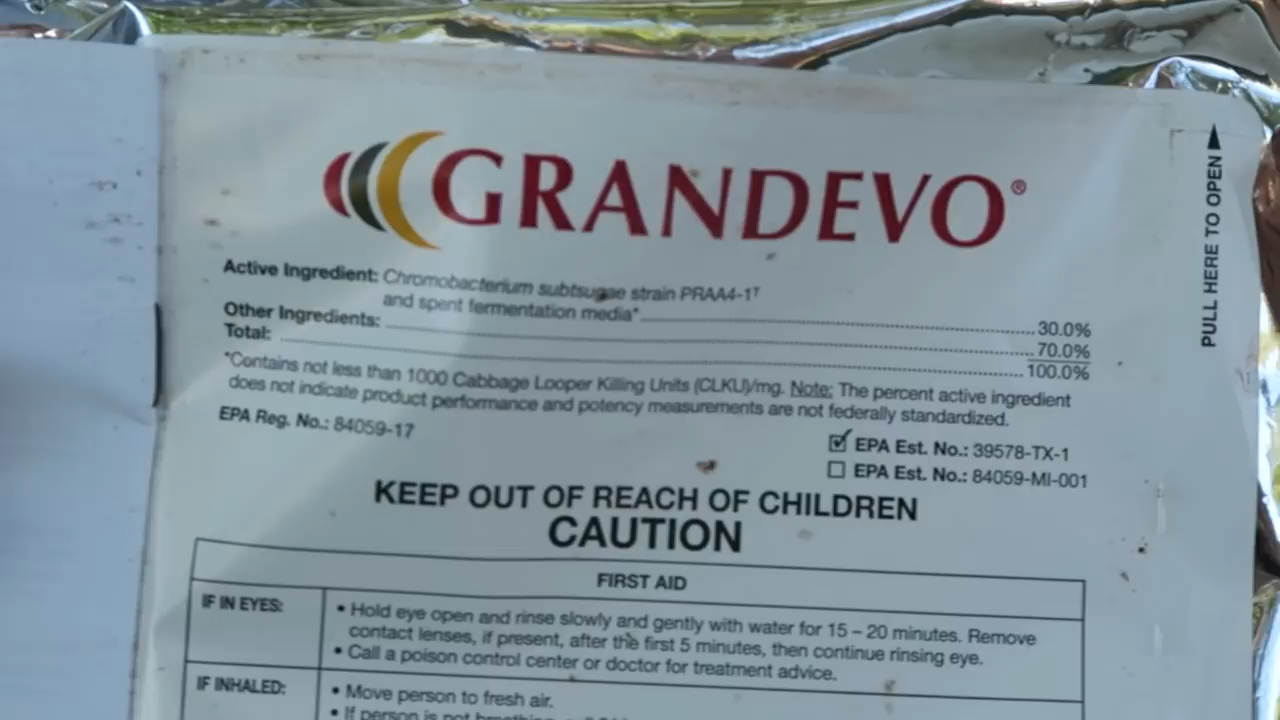 GRANDEVO®
PULL HERE TO OPEN
Active Ingredient: Chromobacterium subtsugae strain PRAA4-1ᵀ
and spent fermentation media*........................30.0%
Other Ingredients: ........................70.0%
Total: ........................100.0%
*Contains not less than 1000 Cabbage Looper Killing Units (CLKU)/mg. Note: The percent active ingredient
does not indicate product performance and potency measurements are not federally standardized.
EPA Reg. No.: 84059-17
☑ EPA Est. No.: 39578-TX-1
☐ EPA Est. No.: 84059-MI-001
KEEP OUT OF REACH OF CHILDREN
CAUTION
FIRST AID
IF IN EYES:
• Hold eye open and rinse slowly and gently with water for 15 – 20 minutes. Remove
contact lenses, if present, after the first 5 minutes, then continue rinsing eye.
• Call a poison control center or doctor for treatment advice.
IF INHALED:
• Move person to fresh air.
• If person is not breathing,